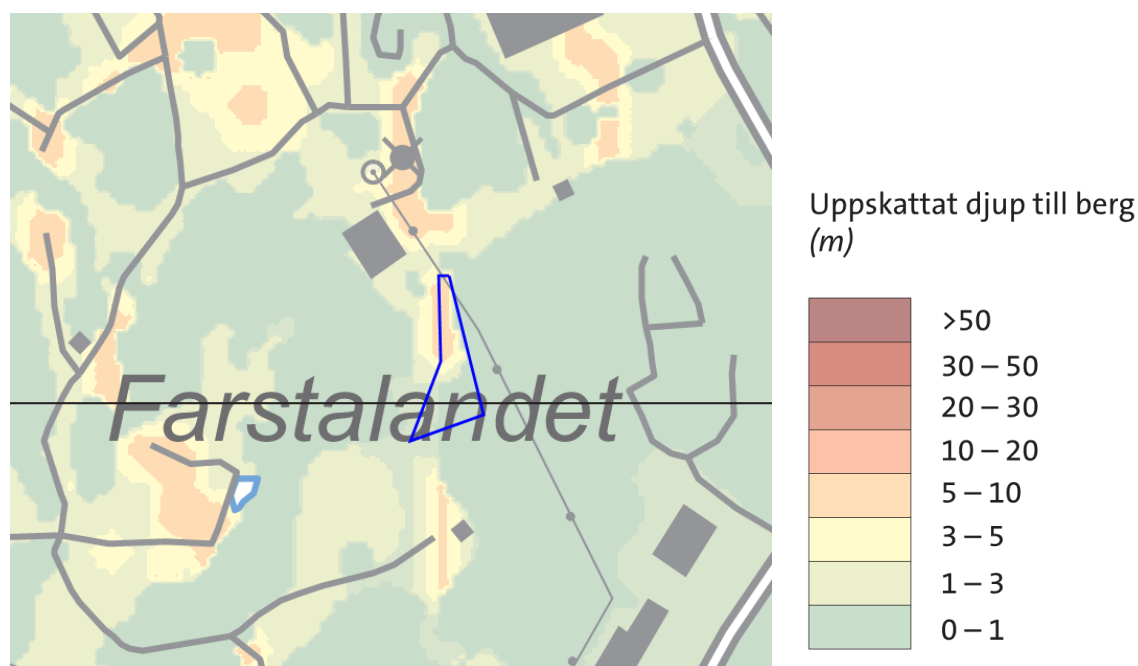 Farstalandet
Uppskattat djup till berg
(m)
>50
30 – 50
20 – 30
10 – 20
5 – 10
3 – 5
1 – 3
0 – 1